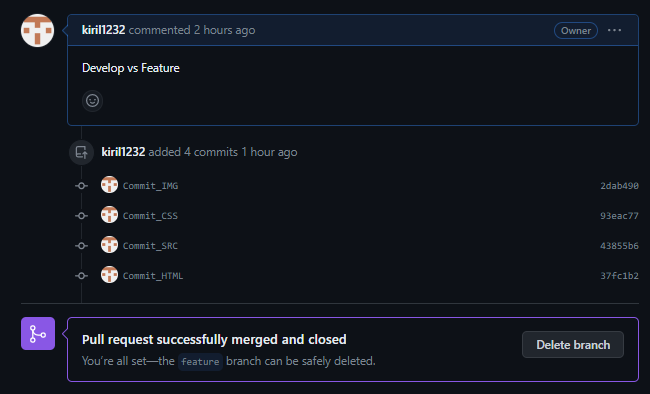 kiril1232 commented 2 hours ago Owner ...
Develop vs Feature
kiril1232 added 4 commits 1 hour ago
Commit_IMG 2dab490
Commit_CSS 93eac77
Commit_SRC 43855b6
Commit_HTML 37fc1b2
Pull request successfully merged and closed
You're all set—the feature branch can be safely deleted.
Delete branch